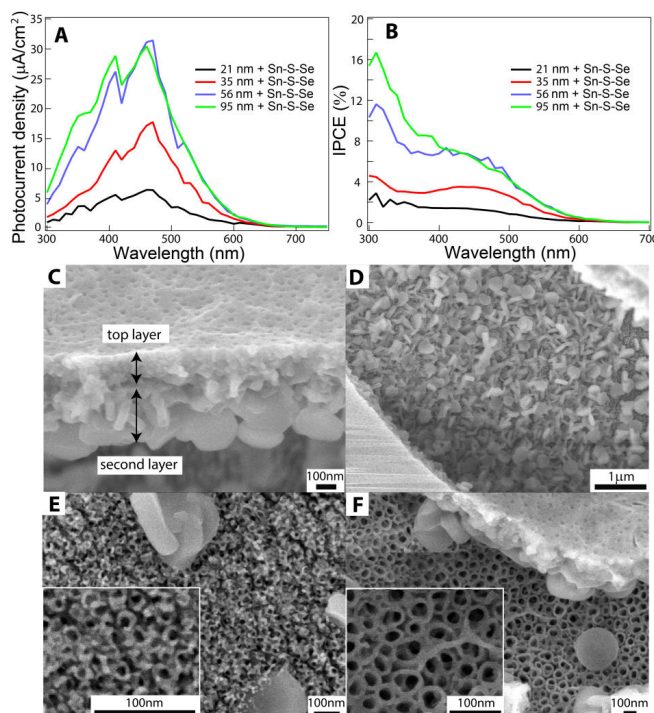 A
Photocurrent density (μA/cm²)
35
30
25
20
15
10
5
0
300 400 500 600 700
Wavelength (nm)
21 nm + Sn-S-Se
35 nm + Sn-S-Se
56 nm + Sn-S-Se
95 nm + Sn-S-Se
B
IPCE (%)
20
16
12
8
4
0
300 400 500 600 700
Wavelength (nm)
21 nm + Sn-S-Se
35 nm + Sn-S-Se
56 nm + Sn-S-Se
95 nm + Sn-S-Se
C
top layer
second layer
100nm
D
1μm
E
100nm
100nm
F
100nm
100nm